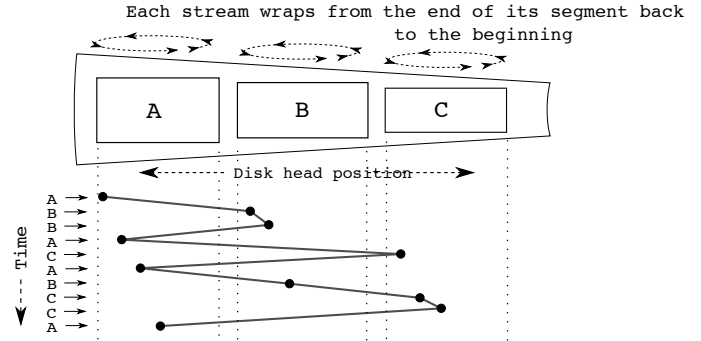 Each stream wraps from the end of its segment back
to the beginning
A
B
C
Disk head position
Time
A
B
B
A
C
A
B
C
C
A